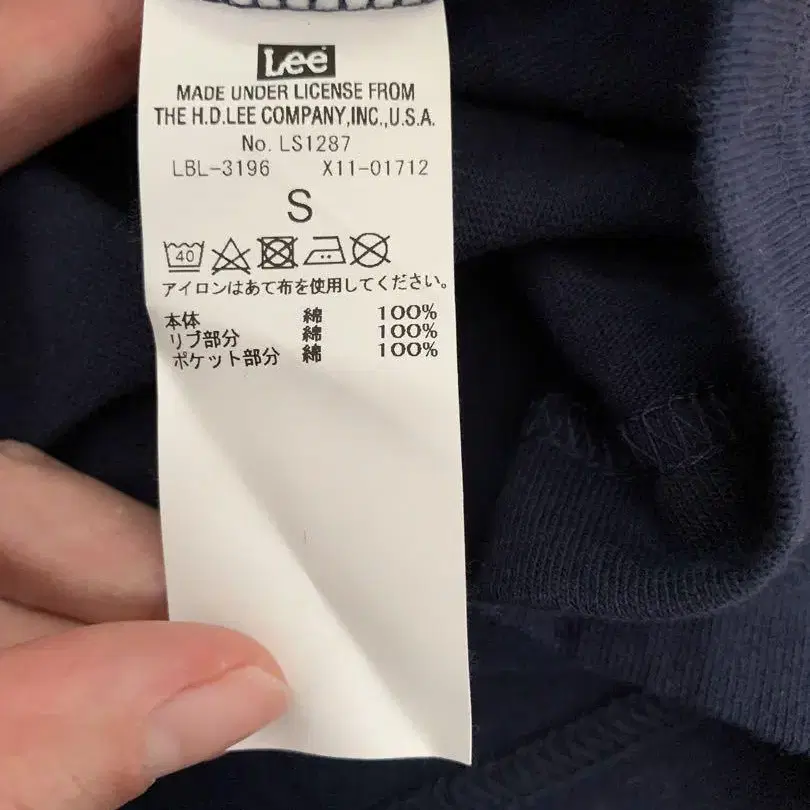 Lee
MADE UNDER LICENSE FROM
THE H.D.LEE COMPANY,INC.,U.S.A.
No. LS1287
LBL-3196 X11-01712
S
40
アイロンはあて布を使用してください。
本体 綿 100%
リブ部分 綿 100%
ポケット部分 綿 100%